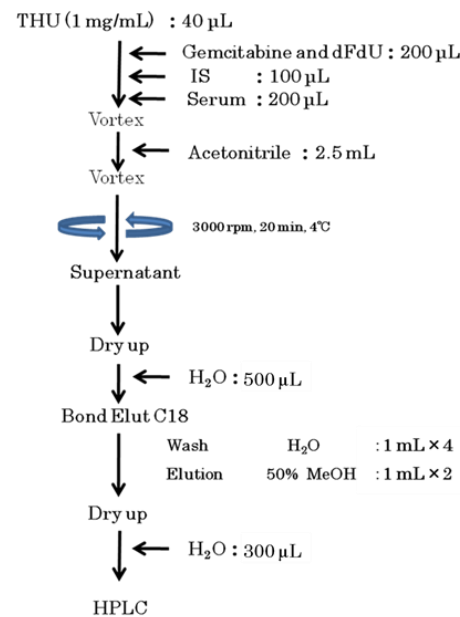 THU (1 mg/mL) : 40 µL
Gemcitabine and dFdU : 200 µL
IS : 100 µL
Serum : 200 µL
Vortex
Acetonitrile : 2.5 mL
Vortex
3000 rpm, 20 min, 4℃
Supernatant
Dry up
H₂O : 500 µL
Bond Elut C18
Wash H₂O : 1 mL × 4
Elution 50% MeOH : 1 mL × 2
Dry up
H₂O : 300 µL
HPLC